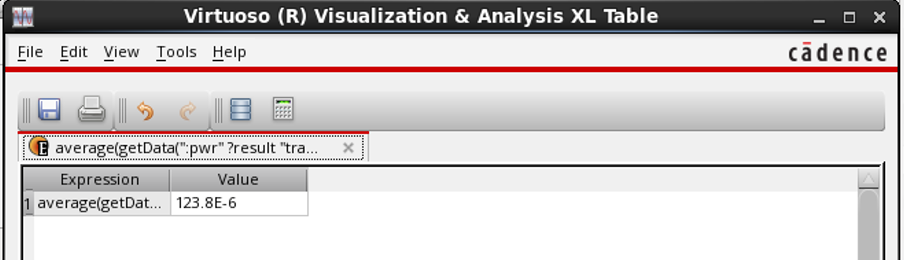 Virtuoso (R) Visualization & Analysis XL Table
File Edit View Tools Help cādence
average(getData(":pwr" ?result "tra...
Expression Value
1 average(getDat... 123.8E-6